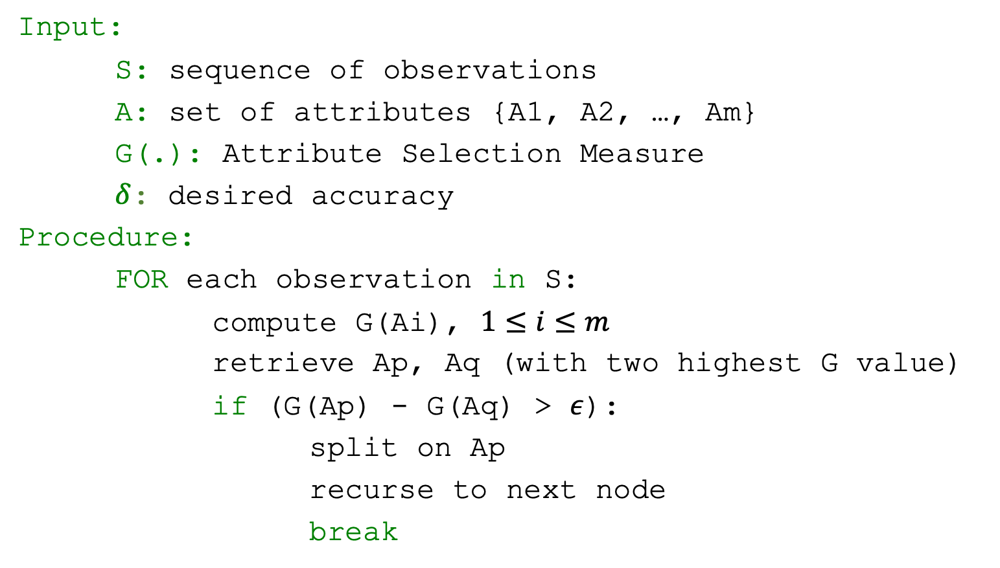 Input:
S: sequence of observations
A: set of attributes {A1, A2, …, Am}
G(.): Attribute Selection Measure
δ: desired accuracy
Procedure:
FOR each observation in S:
compute G(Ai), 1 ≤ i ≤ m
retrieve Ap, Aq (with two highest G value)
if (G(Ap) - G(Aq) > ϵ):
split on Ap
recurse to next node
break